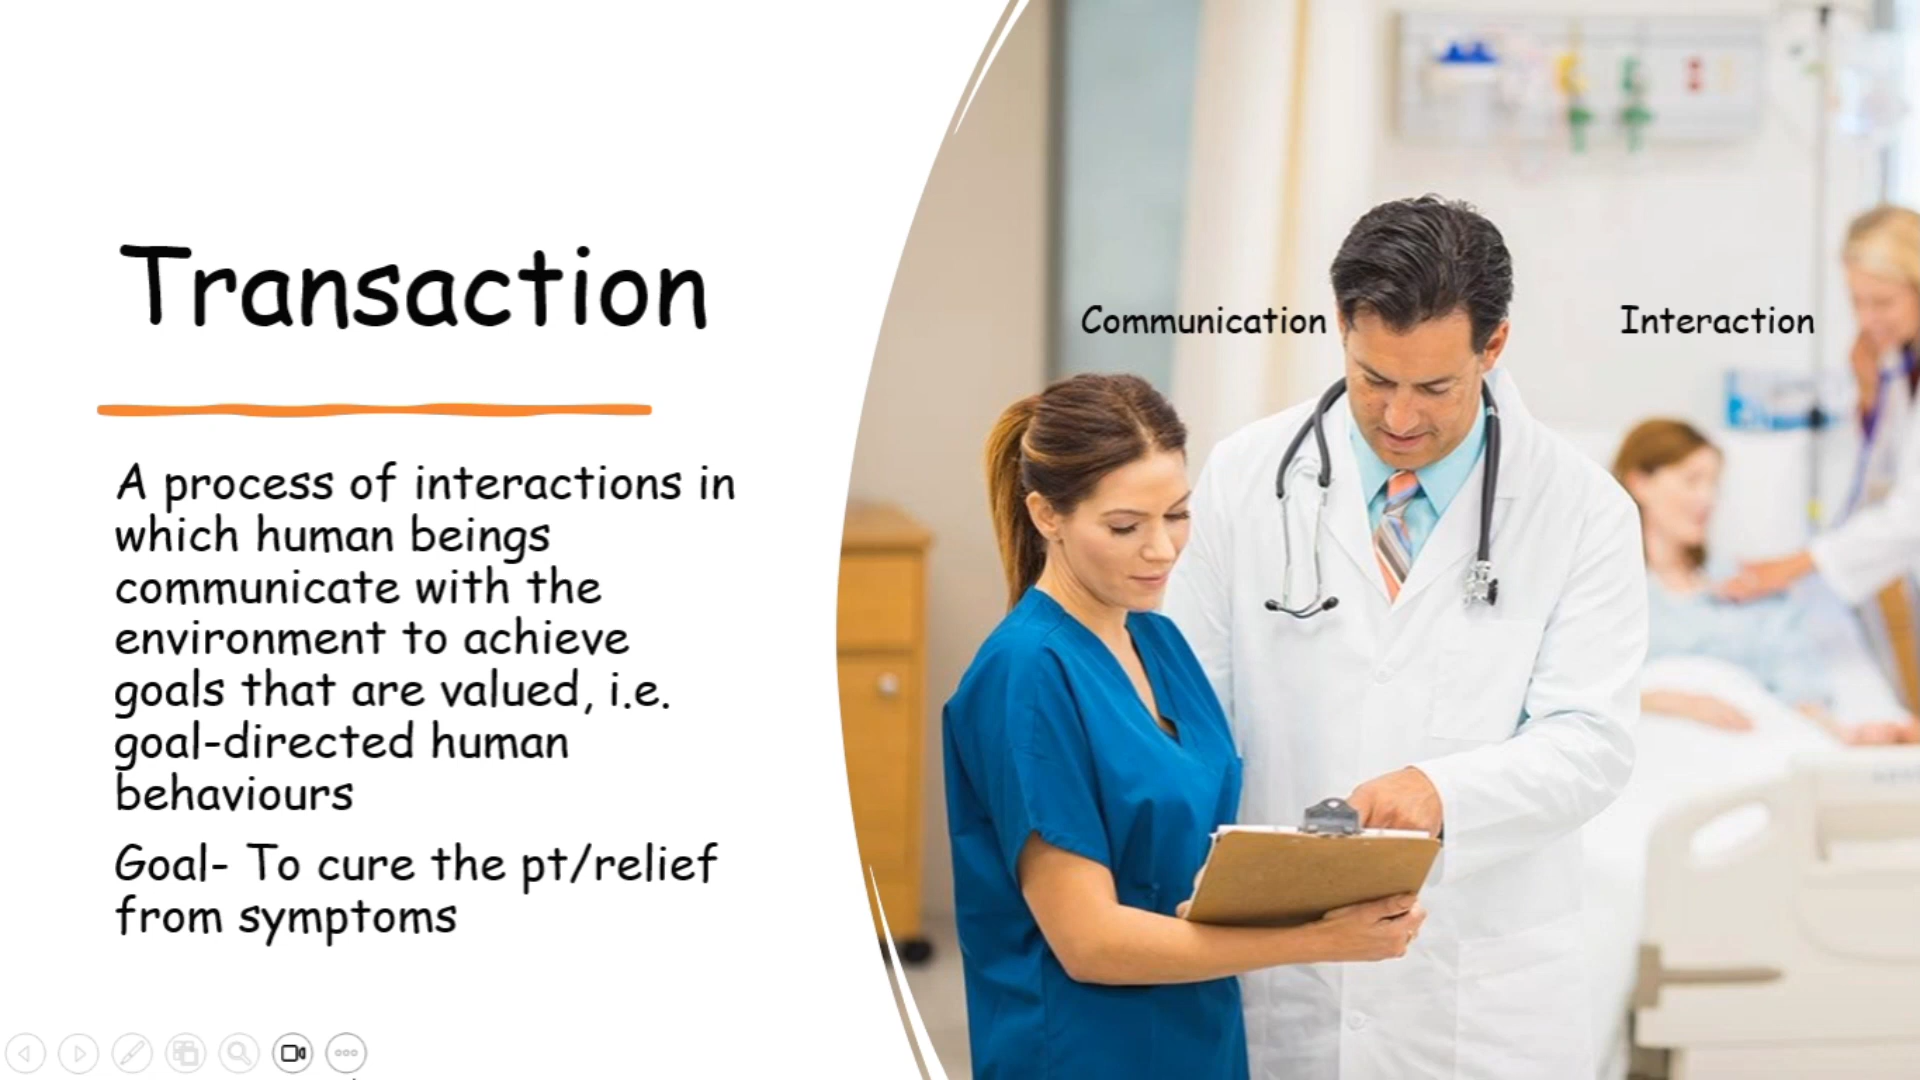 Transaction
A process of interactions in
which human beings
communicate with the
environment to achieve
goals that are valued, i.e.
goal-directed human
behaviours
Goal- To cure the pt/relief
from symptoms
Communication
Interaction